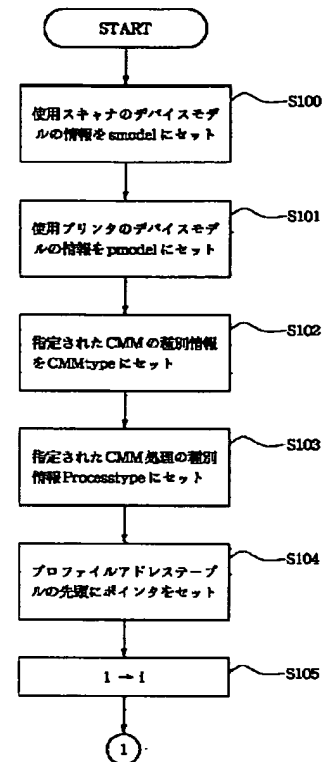 START
使用スキャナのデバイスモデ
ルの情報をsmodelにセット
S100
使用プリンタのデバイスモデ
ルの情報をpmodelにセット
S101
指定されたCMMの種別情報
をCMMtypeにセット
S102
指定されたCMM処理の種別
情報Processtypeにセット
S103
プロファイルアドレステーブ
ルの先頭にポインタをセット
S104
1 → i
S105
1